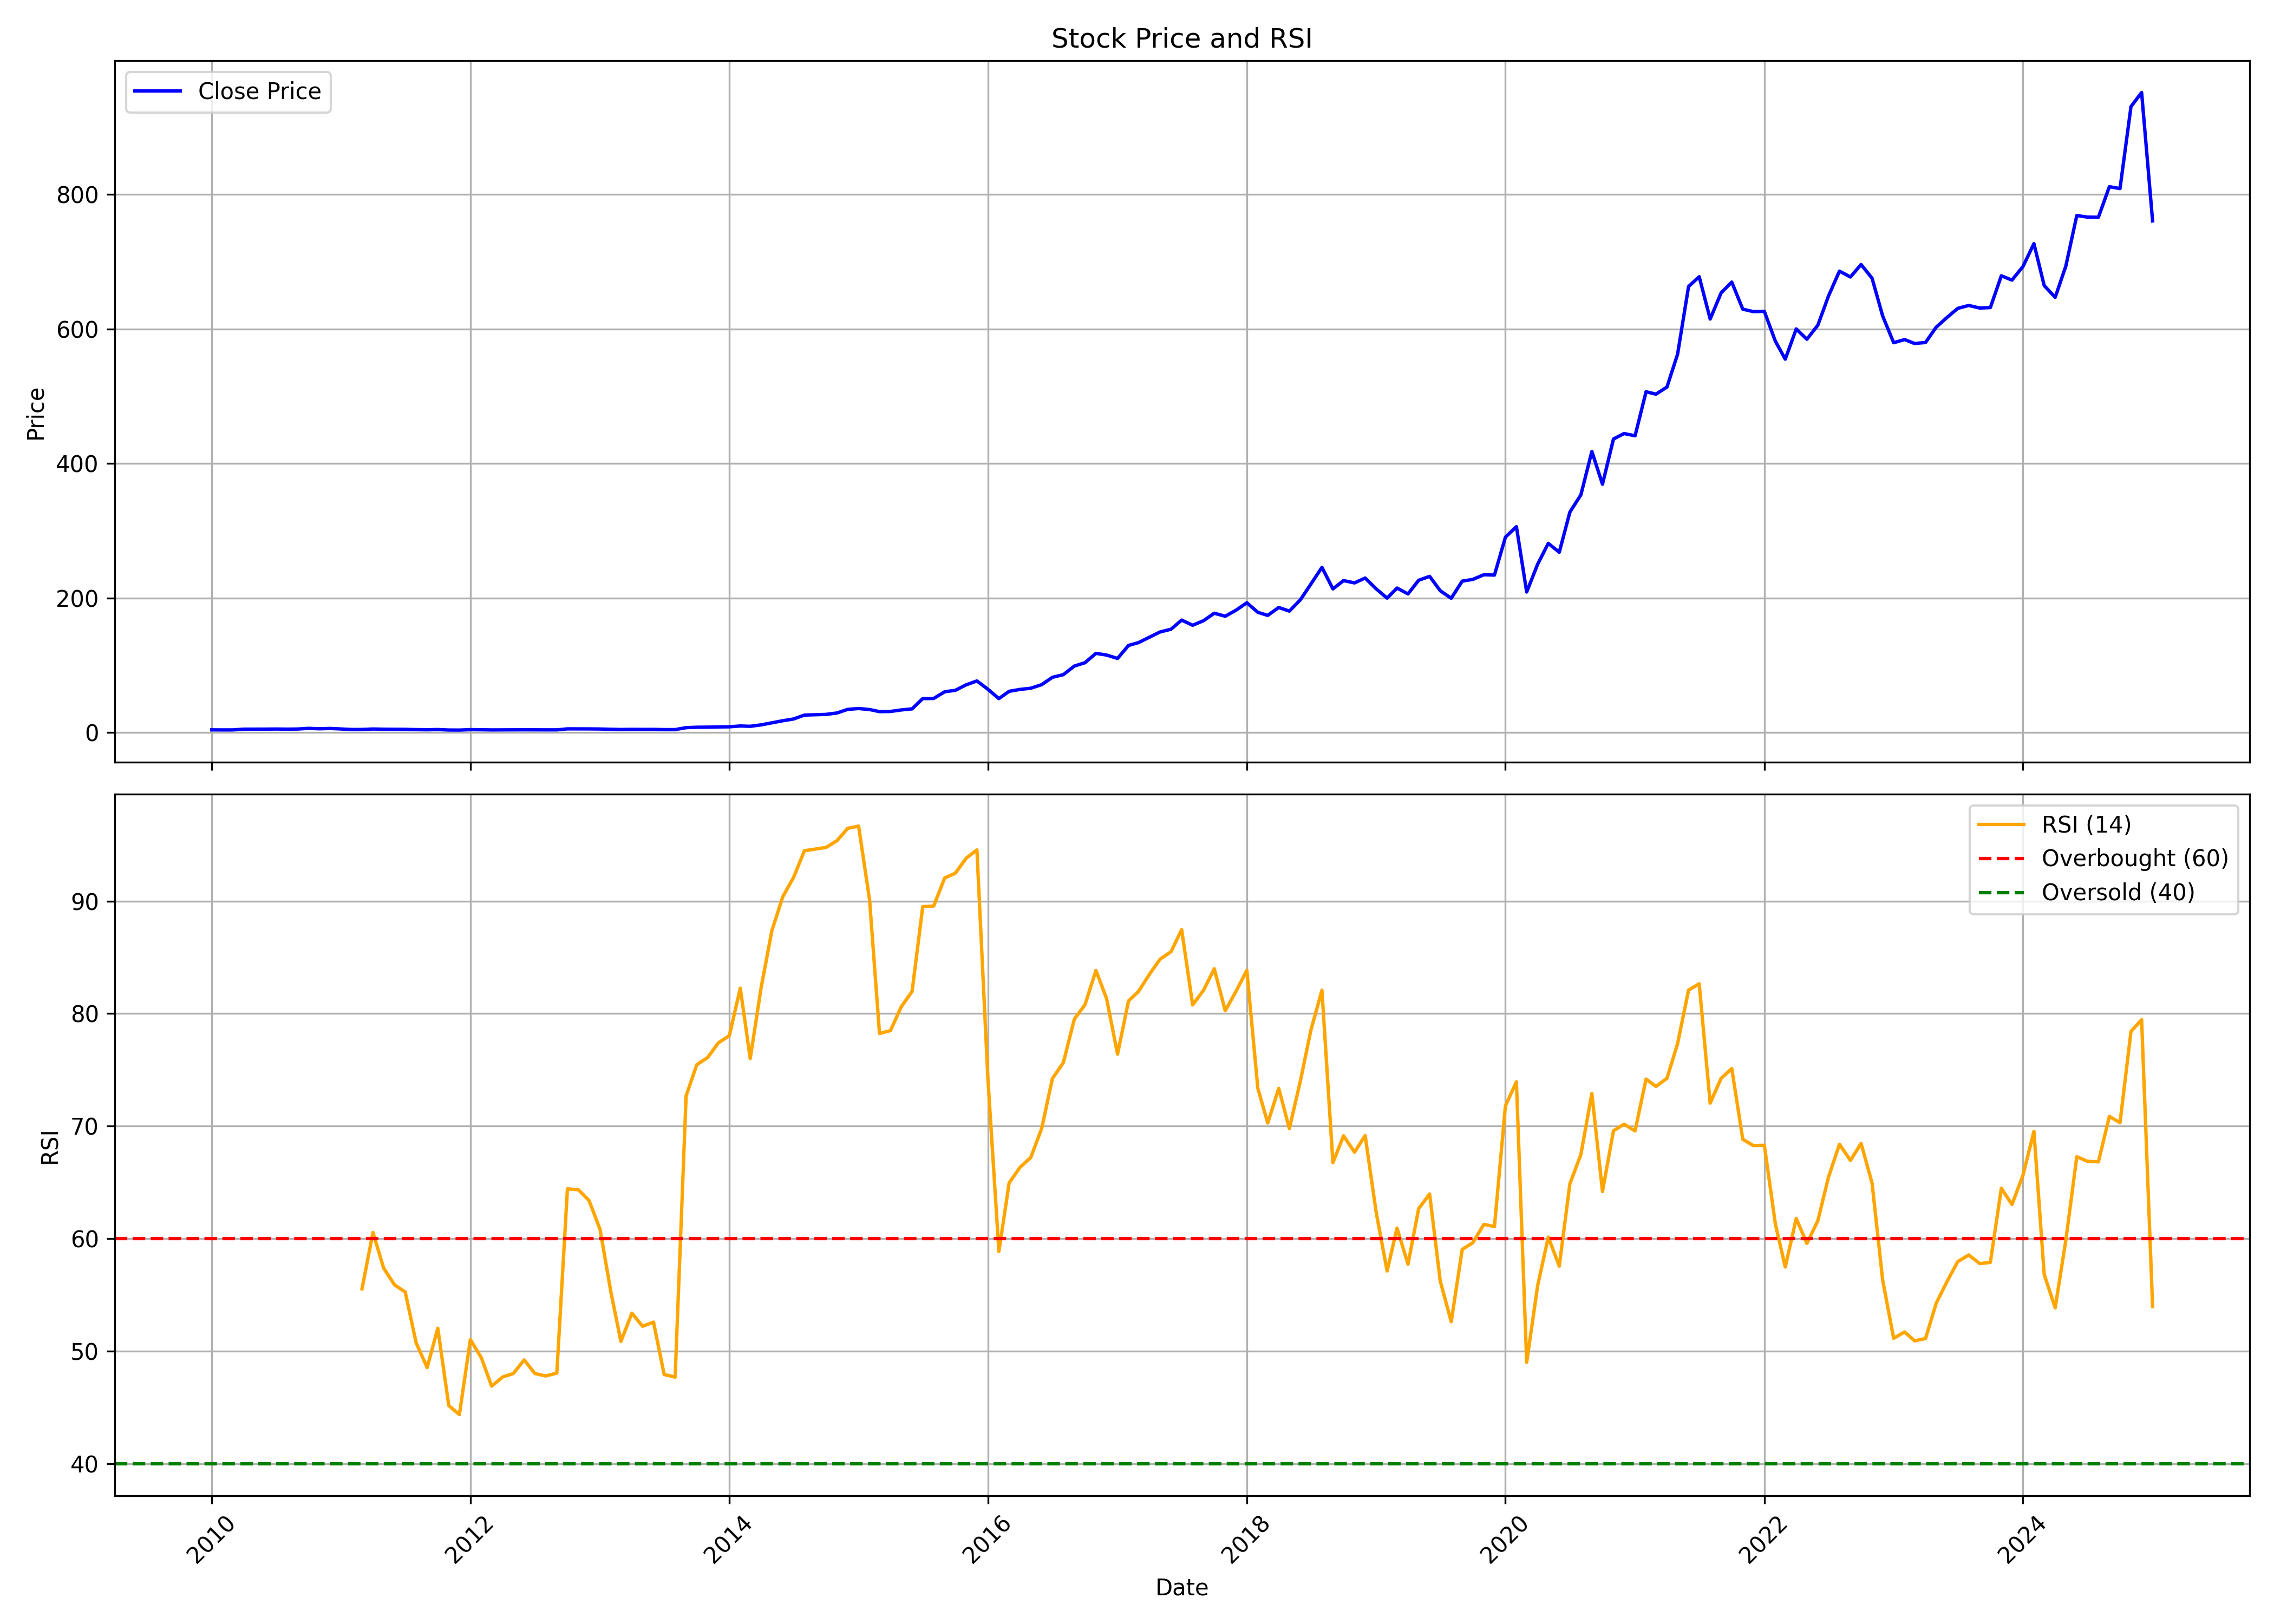 Stock Price and RSI
Close Price
Price
800
600
400
200
0
RSI (14)
Overbought (60)
Oversold (40)
RSI
90
80
70
60
50
40
2010
2012
2014
2016
2018
2020
2022
2024
Date